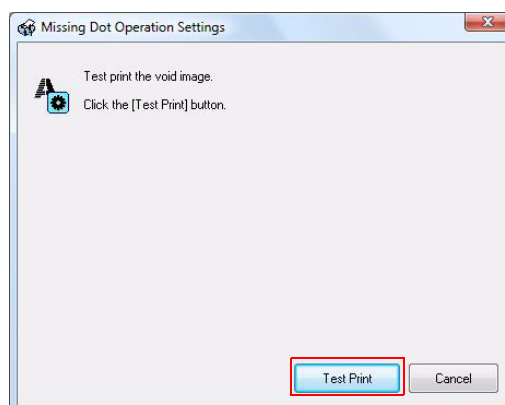 Missing Dot Operation Settings
Test print the void image.
Click the [Test Print] button.
Test Print
Cancel